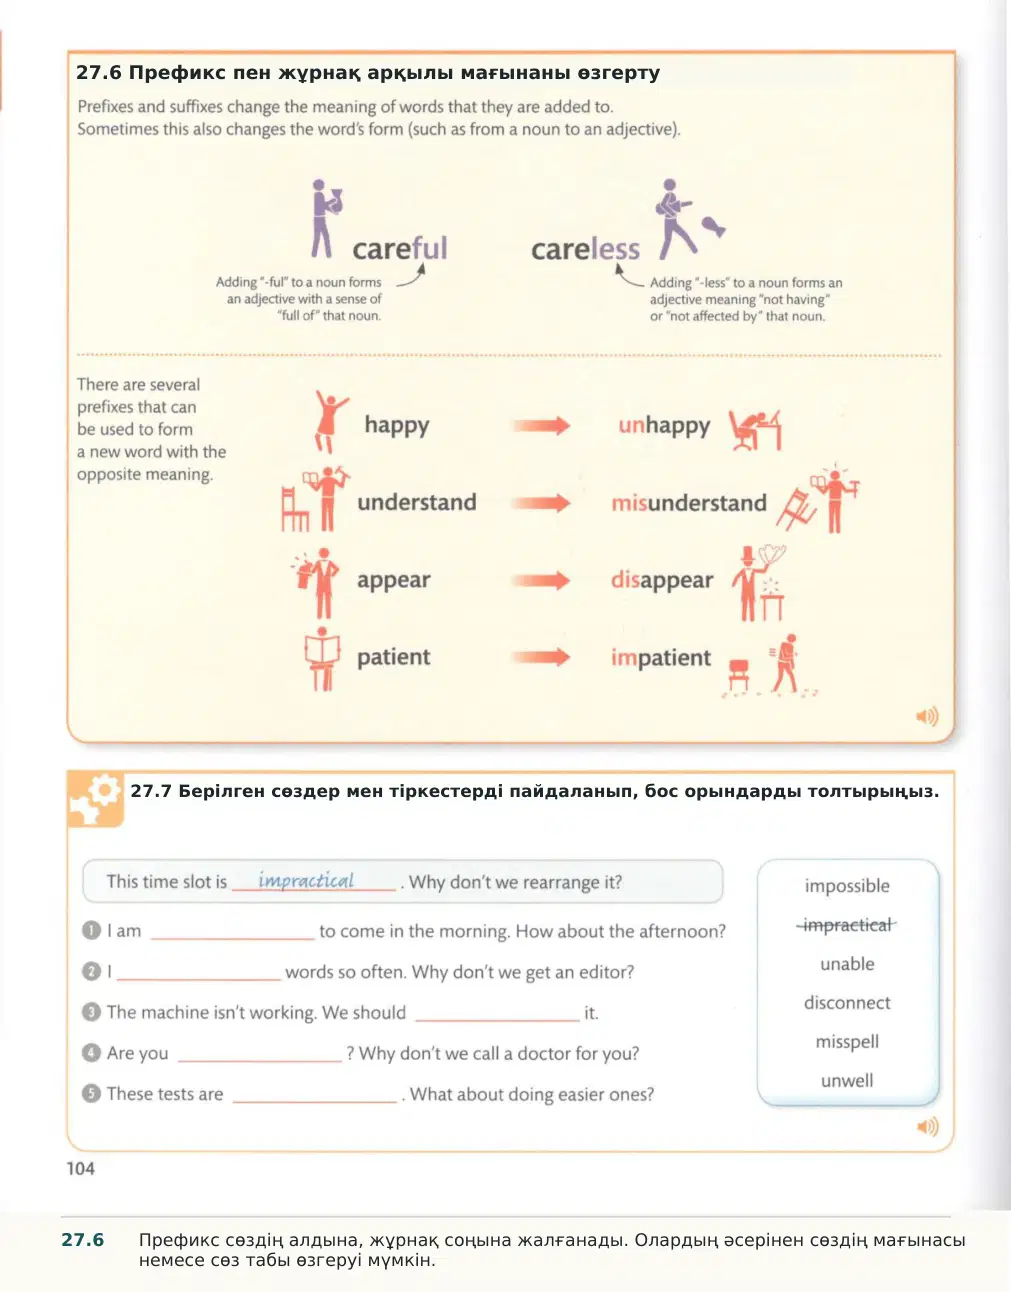 27.6 Префикс пен жұрнақ арқылы мағынаны өзгерту
Prefixes and suffixes change the meaning of words that they are added to.
Sometimes this also changes the word's form (such as from a noun to an adjective).
careful
Adding "-ful" to a noun forms
an adjective with a sense of
"full of" that noun.
careless
Adding "-less" to a noun forms an
adjective meaning "not having"
or "not affected by" that noun.
There are several
prefixes that can
be used to form
a new word with the
opposite meaning.
happy unhappy
understand misunderstand
appear disappear
patient impatient
27.7 Берілген сөздер мен тіркестерді пайдаланып, бос орындарды толтырыңыз.
This time slot is impractical . Why don't we rearrange it?
1 I am ____ to come in the morning. How about the afternoon?
2 I ____ words so often. Why don't we get an editor?
3 The machine isn't working. We should ____ it.
4 Are you ____ ? Why don't we call a doctor for you?
5 These tests are ____ . What about doing easier ones?
impossible
impractical
unable
disconnect
misspell
unwell
104
27.6 Префикс сөздің алдына, жұрнақ соңына жалғанады. Олардың әсерінен сөздің мағынасы
немесе сөз табы өзгеруі мүмкін.